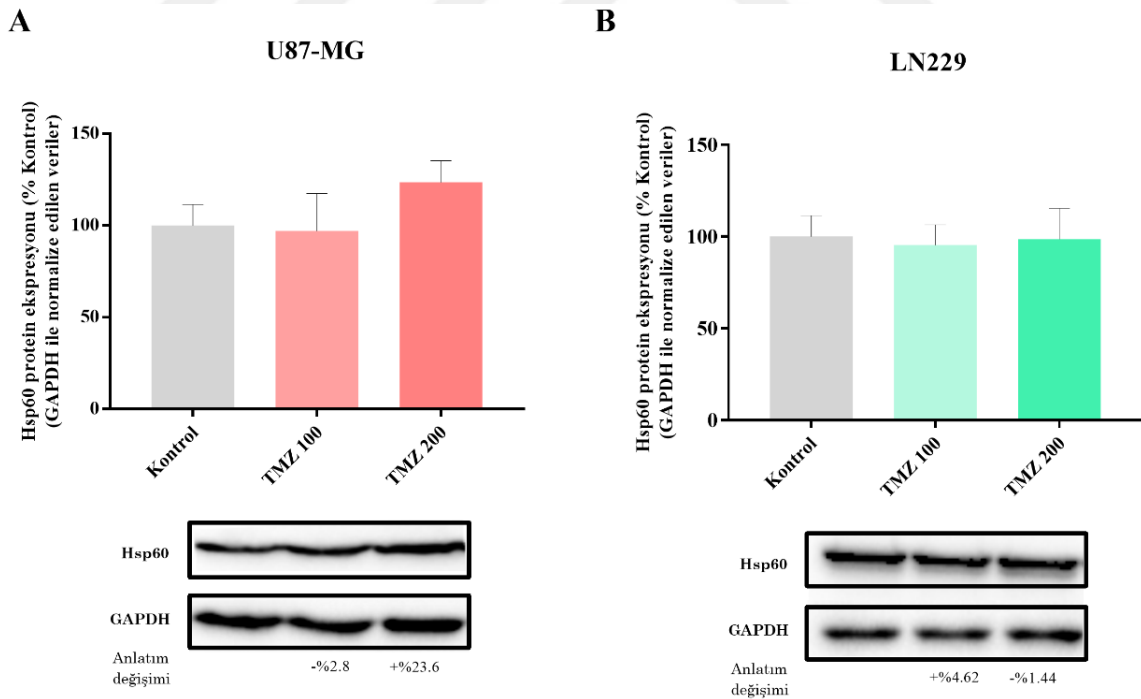 A
U87-MG
Hsp60 protein ekspresyonu (% Kontrol)
(GAPDH ile normalize edilen veriler)
150
100
50
0
Kontrol
TMZ 100
TMZ 200
Hsp60
GAPDH
Anlatım
değişimi
-%2.8 +%23.6
B
LN229
Hsp60 protein ekspresyonu (% Kontrol)
(GAPDH ile normalize edilen veriler)
150
100
50
0
Kontrol
TMZ 100
TMZ 200
Hsp60
GAPDH
Anlatım
değişimi
+%4.62 -%1.44